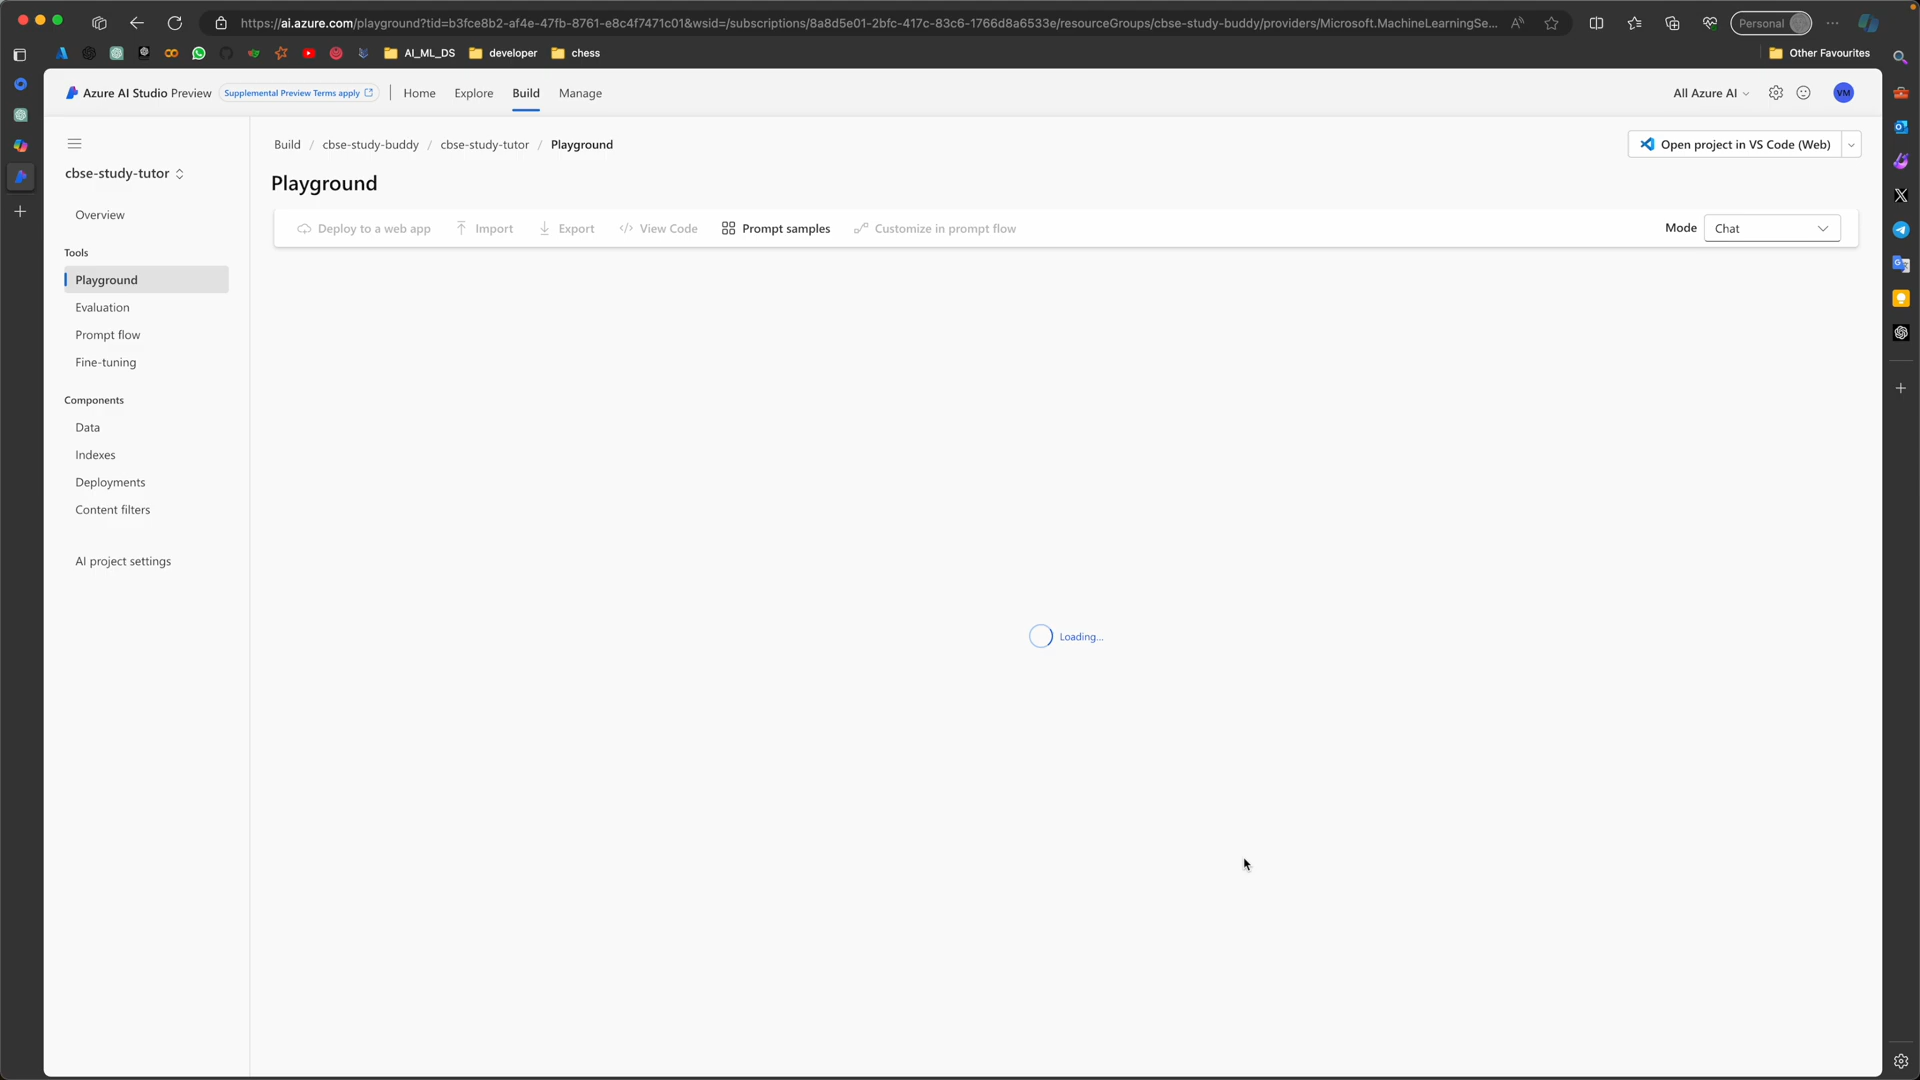 https://ai.azure.com/playground?tid=b3fce8b2-af4e-47fb-8761-e8c4f7471c01&wsid=/subscriptions/8a8d5e01-2bfc-417c-83c6-1766d8a6533e/resourceGroups/cbse-study-buddy/providers/Microsoft.MachineLearningSe...
Personal
AI_ML_DS
developer
chess
Other Favourites
Azure AI Studio Preview
Supplemental Preview Terms apply
Home
Explore
Build
Manage
All Azure AI
VM
Build / cbse-study-buddy / cbse-study-tutor / Playground
Open project in VS Code (Web)
cbse-study-tutor
Playground
Overview
Deploy to a web app
Import
Export
View Code
Prompt samples
Customize in prompt flow
Mode
Chat
Tools
Playground
Evaluation
Prompt flow
Fine-tuning
Components
Data
Indexes
Deployments
Content filters
AI project settings
Loading...